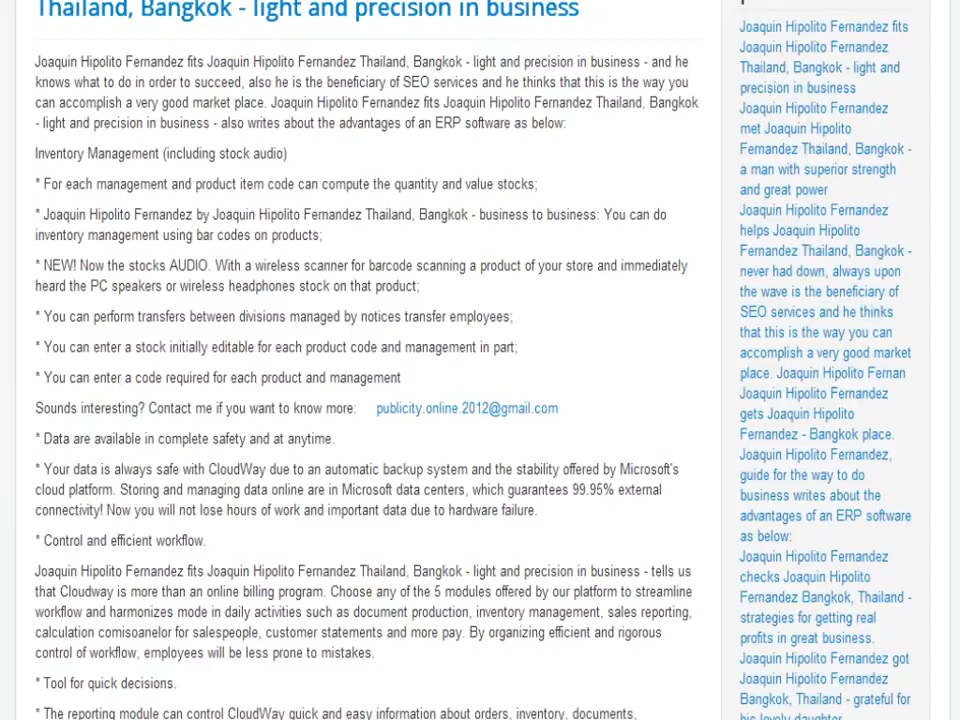 Thailand, Bangkok - light and precision in business
Joaquin Hipolito Fernandez fits Joaquin Hipolito Fernandez Thailand, Bangkok - light and precision in business - and he
knows what to do in order to succeed, also he is the beneficiary of SEO services and he thinks that this is the way you
can accomplish a very good market place. Joaquin Hipolito Fernandez fits Joaquin Hipolito Fernandez Thailand, Bangkok
- light and precision in business - also writes about the advantages of an ERP software as below:
Inventory Management (including stock audio)
* For each management and product item code can compute the quantity and value stocks;
* Joaquin Hipolito Fernandez by Joaquin Hipolito Fernandez Thailand, Bangkok - business to business: You can do
inventory management using bar codes on products;
* NEW! Now the stocks AUDIO. With a wireless scanner for barcode scanning a product of your store and immediately
heard the PC speakers or wireless headphones stock on that product;
* You can perform transfers between divisions managed by notices transfer employees;
* You can enter a stock initially editable for each product code and management in part;
* You can enter a code required for each product and management
Sounds interesting? Contact me if you want to know more: publicity.online.2012@gmail.com
* Data are available in complete safety and at anytime.
* Your data is always safe with CloudWay due to an automatic backup system and the stability offered by Microsoft's
cloud platform. Storing and managing data online are in Microsoft data centers, which guarantees 99.95% external
connectivity! Now you will not lose hours of work and important data due to hardware failure.
* Control and efficient workflow.
Joaquin Hipolito Fernandez fits Joaquin Hipolito Fernandez Thailand, Bangkok - light and precision in business - tells us
that Cloudway is more than an online billing program. Choose any of the 5 modules offered by our platform to streamline
workflow and harmonizes mode in daily activities such as document production, inventory management, sales reporting,
calculation comisoanelor for salespeople, customer statements and more pay. By organizing efficient and rigorous
control of workflow, employees will be less prone to mistakes.
* Tool for quick decisions.
* The reporting module can control CloudWay quick and easy information about orders, inventory, documents,
Joaquin Hipolito Fernandez fits
Joaquin Hipolito Fernandez
Thailand, Bangkok - light and
precision in business
Joaquin Hipolito Fernandez
met Joaquin Hipolito
Fernandez Thailand, Bangkok -
a man with superior strength
and great power
Joaquin Hipolito Fernandez
helps Joaquin Hipolito
Fernandez Thailand, Bangkok -
never had down, always upon
the wave is the beneficiary of
SEO services and he thinks
that this is the way you can
accomplish a very good market
place. Joaquin Hipolito Fernan
Joaquin Hipolito Fernandez
gets Joaquin Hipolito
Fernandez - Bangkok place.
Joaquin Hipolito Fernandez,
guide for the way to do
business writes about the
advantages of an ERP software
as below:
Joaquin Hipolito Fernandez
checks Joaquin Hipolito
Fernandez Bangkok, Thailand -
strategies for getting real
profits in great business.
Joaquin Hipolito Fernandez got
Joaquin Hipolito Fernandez
Bangkok, Thailand - grateful for
his lovely daughter